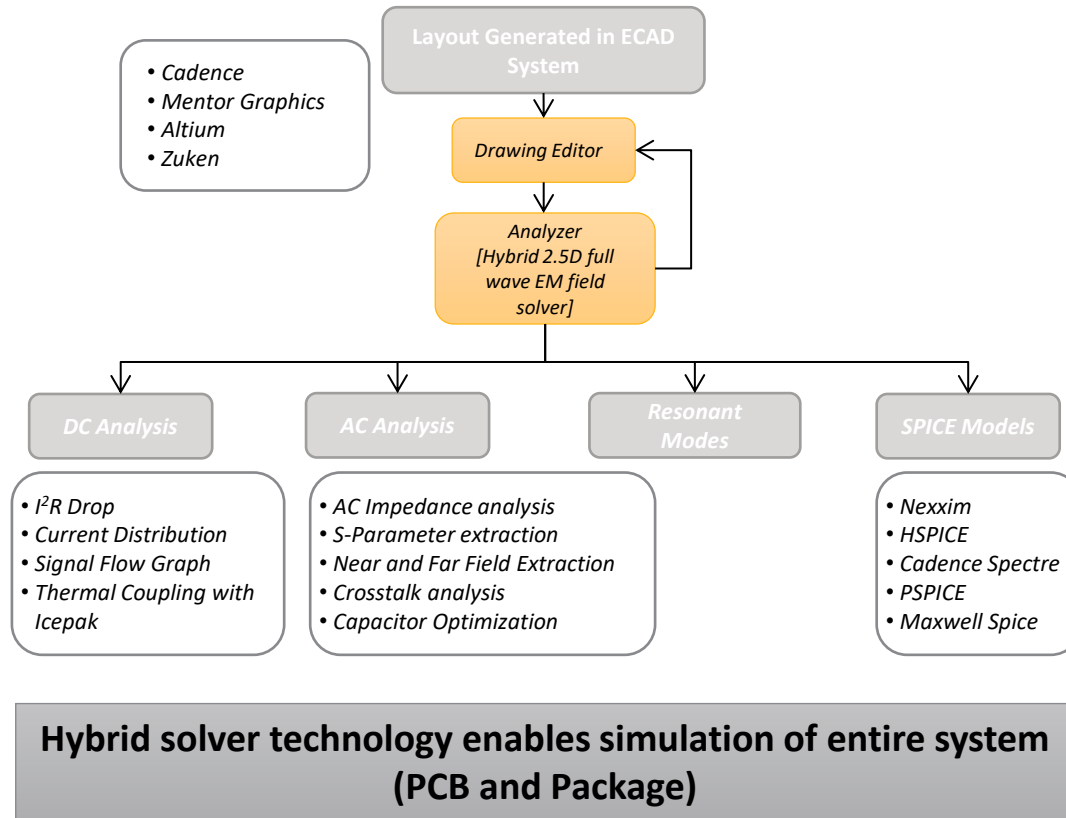 Layout Generated in ECAD
System
• Cadence
• Mentor Graphics
• Altium
• Zuken
Drawing Editor
Analyzer
[Hybrid 2.5D full
wave EM field
solver]
DC Analysis
AC Analysis
Resonant
Modes
SPICE Models
• I²R Drop
• Current Distribution
• Signal Flow Graph
• Thermal Coupling with
Icepak
• AC Impedance analysis
• S-Parameter extraction
• Near and Far Field Extraction
• Crosstalk analysis
• Capacitor Optimization
• Nexxim
• HSPICE
• Cadence Spectre
• PSPICE
• Maxwell Spice
Hybrid solver technology enables simulation of entire system
(PCB and Package)